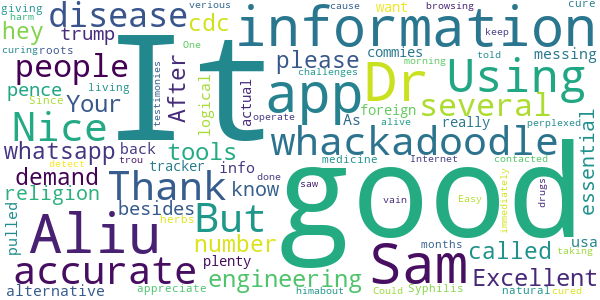 giving
disease
information
cause
want
browsing
cure
harm
verious
hey
cdc
keep
curing
roots
trump
please
commies
told
messing
One
people
After
It
app
Dr
Using
morning
Since
living
testimonies
logical
actual
challenges
pence
Your
foreign
several
As
operate
really
alive
perplexed
Nice
whackadoodle
essential
whatsapp
back
trou
tools
tracker
info
medicine
Internet
contacted
detect
demand
Thank
know
done
saw
vain
Easy
immediately
drugs
religion
herbs
good
pulled
Aliu
But
besides
number
Sam
called
usa
accurate
plenty
months
Excellent
taking
engineering
Could
Syphilis
alternative
appreciate
himabout
natural
cured